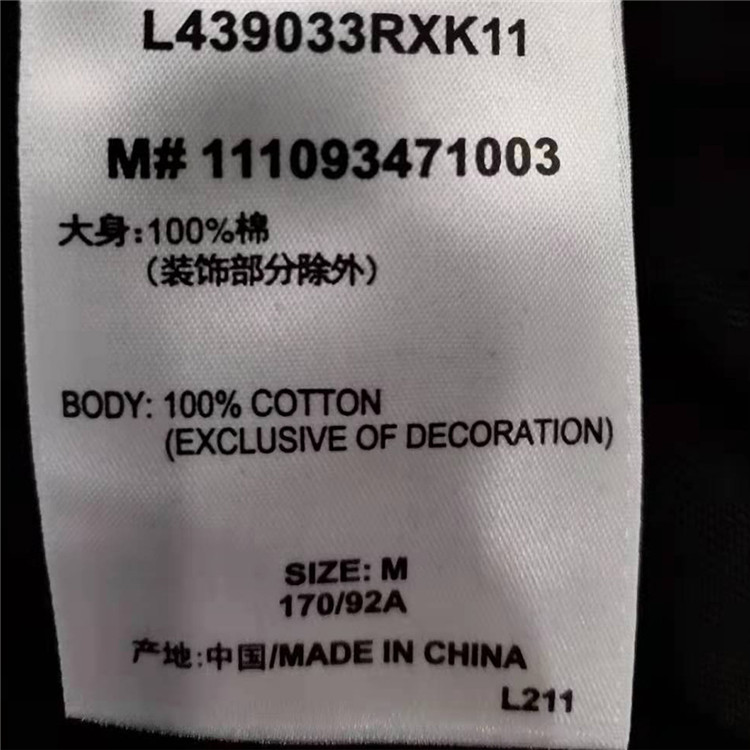 L439033RXK11
M# 111093471003
大身:100%棉
(装饰部分除外)
BODY: 100% COTTON
(EXCLUSIVE OF DECORATION)
SIZE: M
170/92A
产地:中国/MADE IN CHINA
L211